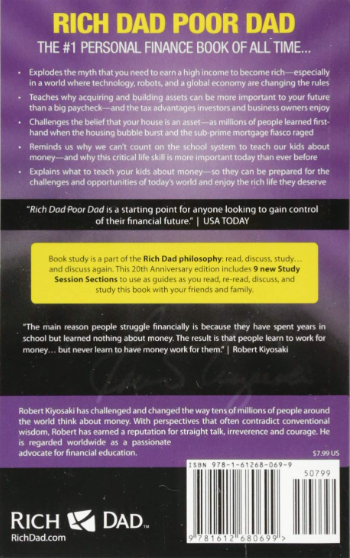 RICH DAD POOR DAD
THE #1 PERSONAL FINANCE BOOK OF ALL TIME...
• Explodes the myth that you need to earn a high income to become rich—especially
in a world where technology, robots, and a global economy are changing the rules
• Teaches why acquiring and building assets can be more important to your future
than a big paycheck—and the tax advantages investors and business owners enjoy
• Challenges the belief that your house is an asset—as millions of people learned first-
hand when the housing bubble burst and the sub-prime mortgage fiasco raged
• Reminds us why we can't count on the school system to teach our kids about
money—and why this critical life skill is more important today than ever before
• Explains what to teach your kids about money—so they can be prepared for the
challenges and opportunities of today's world and enjoy the rich life they deserve
"Rich Dad Poor Dad is a starting point for anyone looking to gain control
of their financial future." | USA TODAY
Book study is a part of the Rich Dad philosophy: read, discuss, study...
and discuss again. This 20th Anniversary edition includes 9 new Study
Session Sections to use as guides as you read, re-read, discuss, and
study this book with your friends and family.
"The main reason people struggle financially is because they have spent years in
school but learned nothing about money. The result is that people learn to work for
money... but never learn to have money work for them." | Robert Kiyosaki
Robert Kiyosaki has challenged and changed the way tens of millions of people around
the world think about money. With perspectives that often contradict conventional
wisdom, Robert has earned a reputation for straight talk, irreverence and courage. He
is regarded worldwide as a passionate
advocate for financial education.
$7.99 US
ISBN 978-1-61268-069-9
50799
9 781612 680699 >
RICH DAD™
RichDad.com